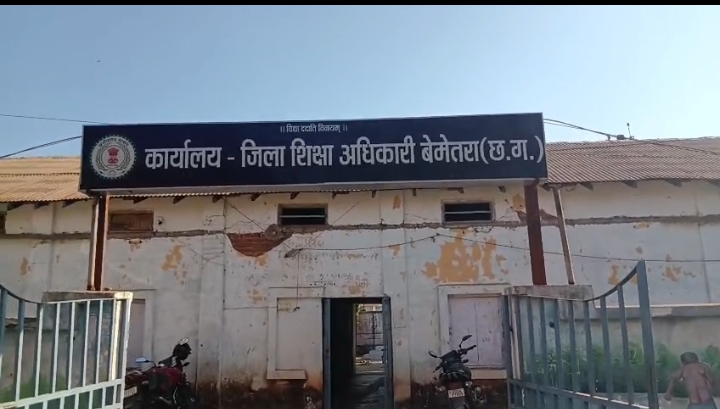 ।। विद्या ददाति विनयम् ।।
कार्यालय - जिला शिक्षा अधिकारी बेमेतरा(छ.ग.)